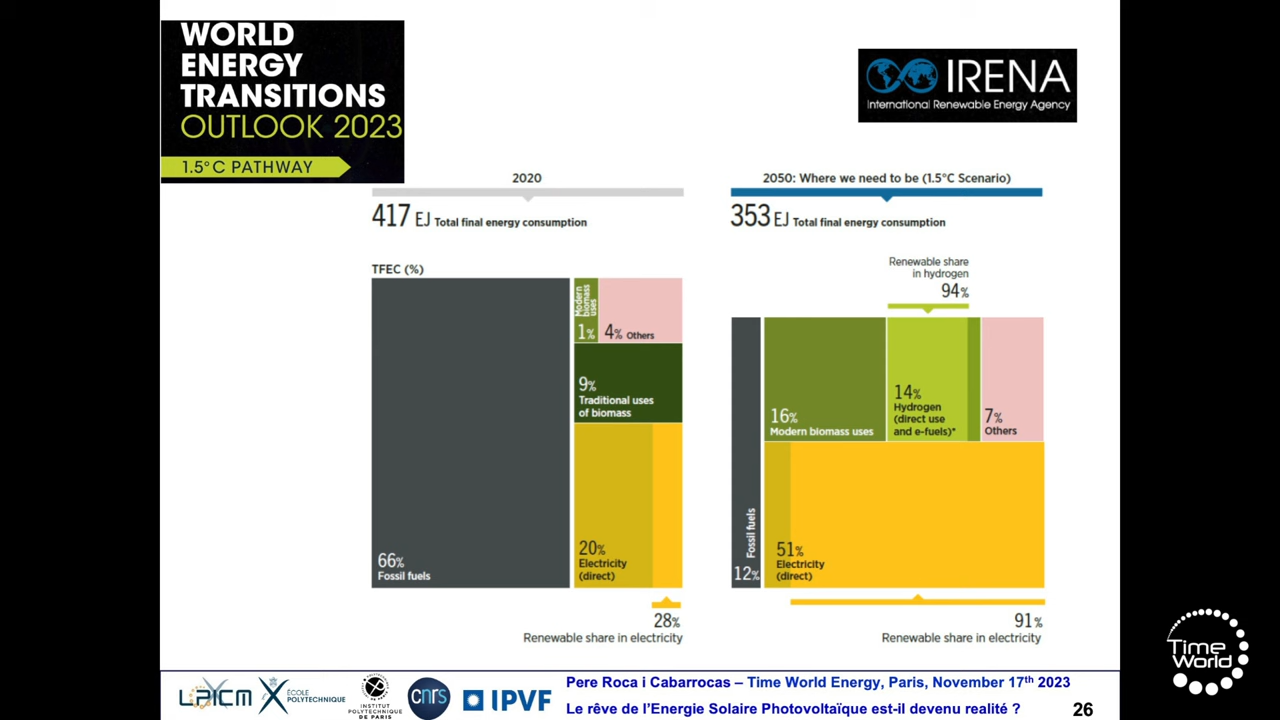 WORLD
ENERGY
TRANSITIONS
OUTLOOK 2023
1.5°C PATHWAY
IRENA
International Renewable Energy Agency
2020
417 EJ Total final energy consumption
TFEC (%)
66%
Fossil fuels
Modern
biomass
uses
1%
4% Others
9%
Traditional uses
of biomass
20%
Electricity
(direct)
28%
Renewable share in electricity
2050: Where we need to be (1.5°C Scenario)
353 EJ Total final energy consumption
Renewable share
in hydrogen
94%
Fossil fuels
12%
16%
Modern biomass uses
14%
Hydrogen
(direct use
and e-fuels)*
7%
Others
51%
Electricity
(direct)
91%
Renewable share in electricity
LPICM
ÉCOLE
POLYTECHNIQUE
INSTITUT
POLYTECHNIQUE
DE PARIS
cnrs
IPVF
Pere Roca i Cabarrocas – Time World Energy, Paris, November 17th 2023
Le rêve de l'Energie Solaire Photovoltaïque est-il devenu realité ?
26
Time
World